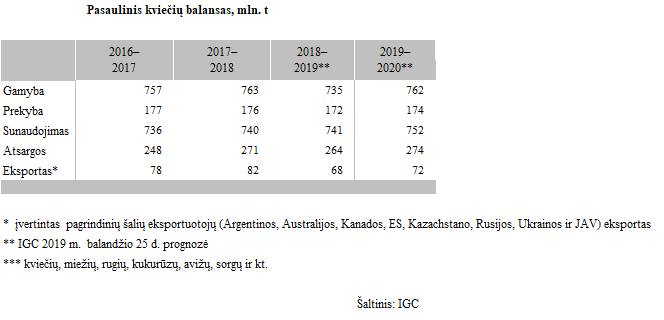 Pasaulinis kviečių balansas, mln. t
2016– 2017– 2018– 2019–
2017 2018 2019** 2020**
Gamyba 757 763 735 762
Prekyba 177 176 172 174
Sunaudojimas 736 740 741 752
Atsargos 248 271 264 274
Eksportas* 78 82 68 72
* įvertintas pagrindinių šalių eksportuotojų (Argentinos, Australijos, Kanados, ES, Kazachstano, Rusijos, Ukrainos ir JAV) eksportas
** IGC 2019 m. balandžio 25 d. prognozė
*** kviečių, miežių, rugių, kukurūzų, avižų, sorgų ir kt.
Šaltinis: IGC